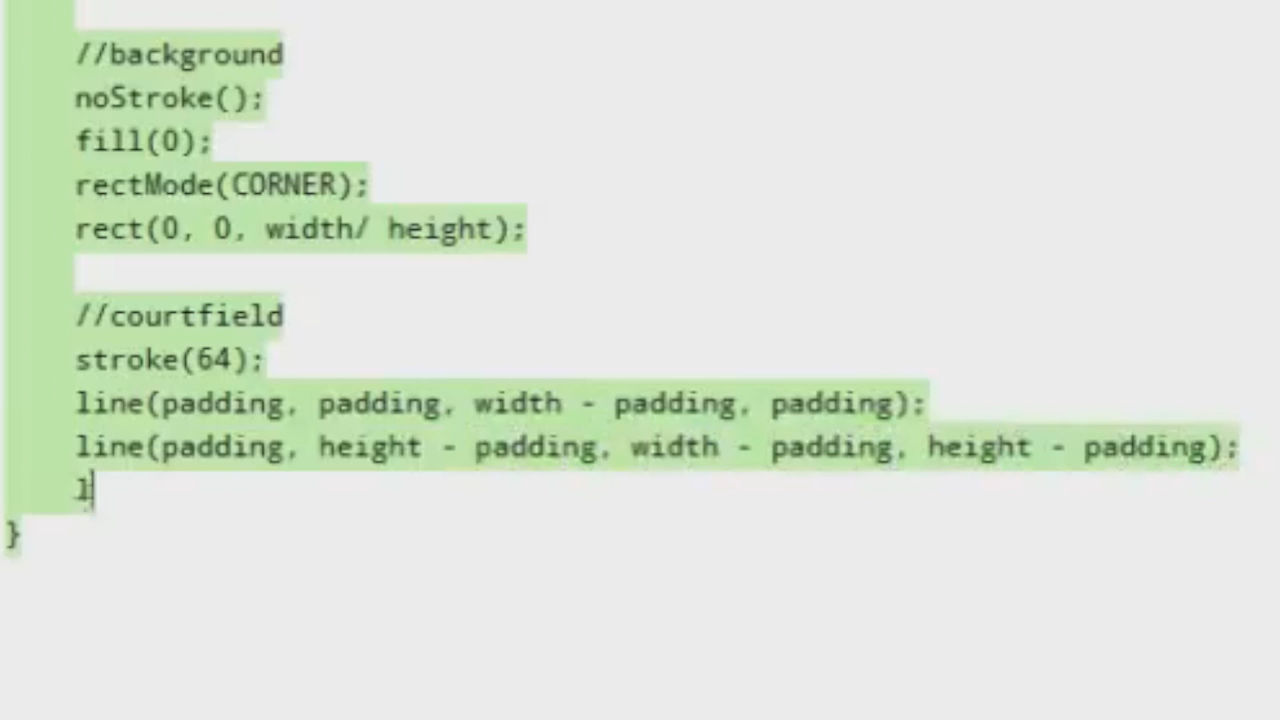 //background
noStroke();
fill(0);
rectMode(CORNER);
rect(0, 0, width/ height);
//courtfield
stroke(64);
line(padding, padding, width - padding, padding);
line(padding, height - padding, width - padding, height - padding);
l
}